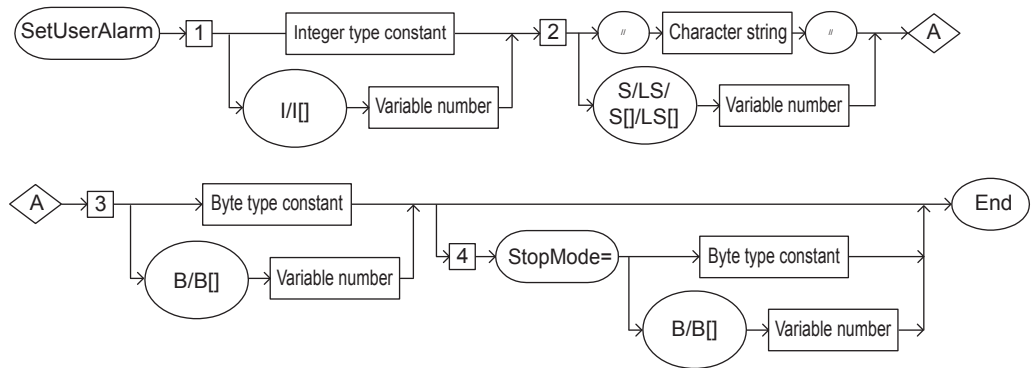 SetUserAlarm 1 Integer type constant 2 " Character string " A
I/I[] Variable number S/LS/
S[]/LS[] Variable number
A 3 Byte type constant End
B/B[] Variable number 4 StopMode= Byte type constant
B/B[] Variable number